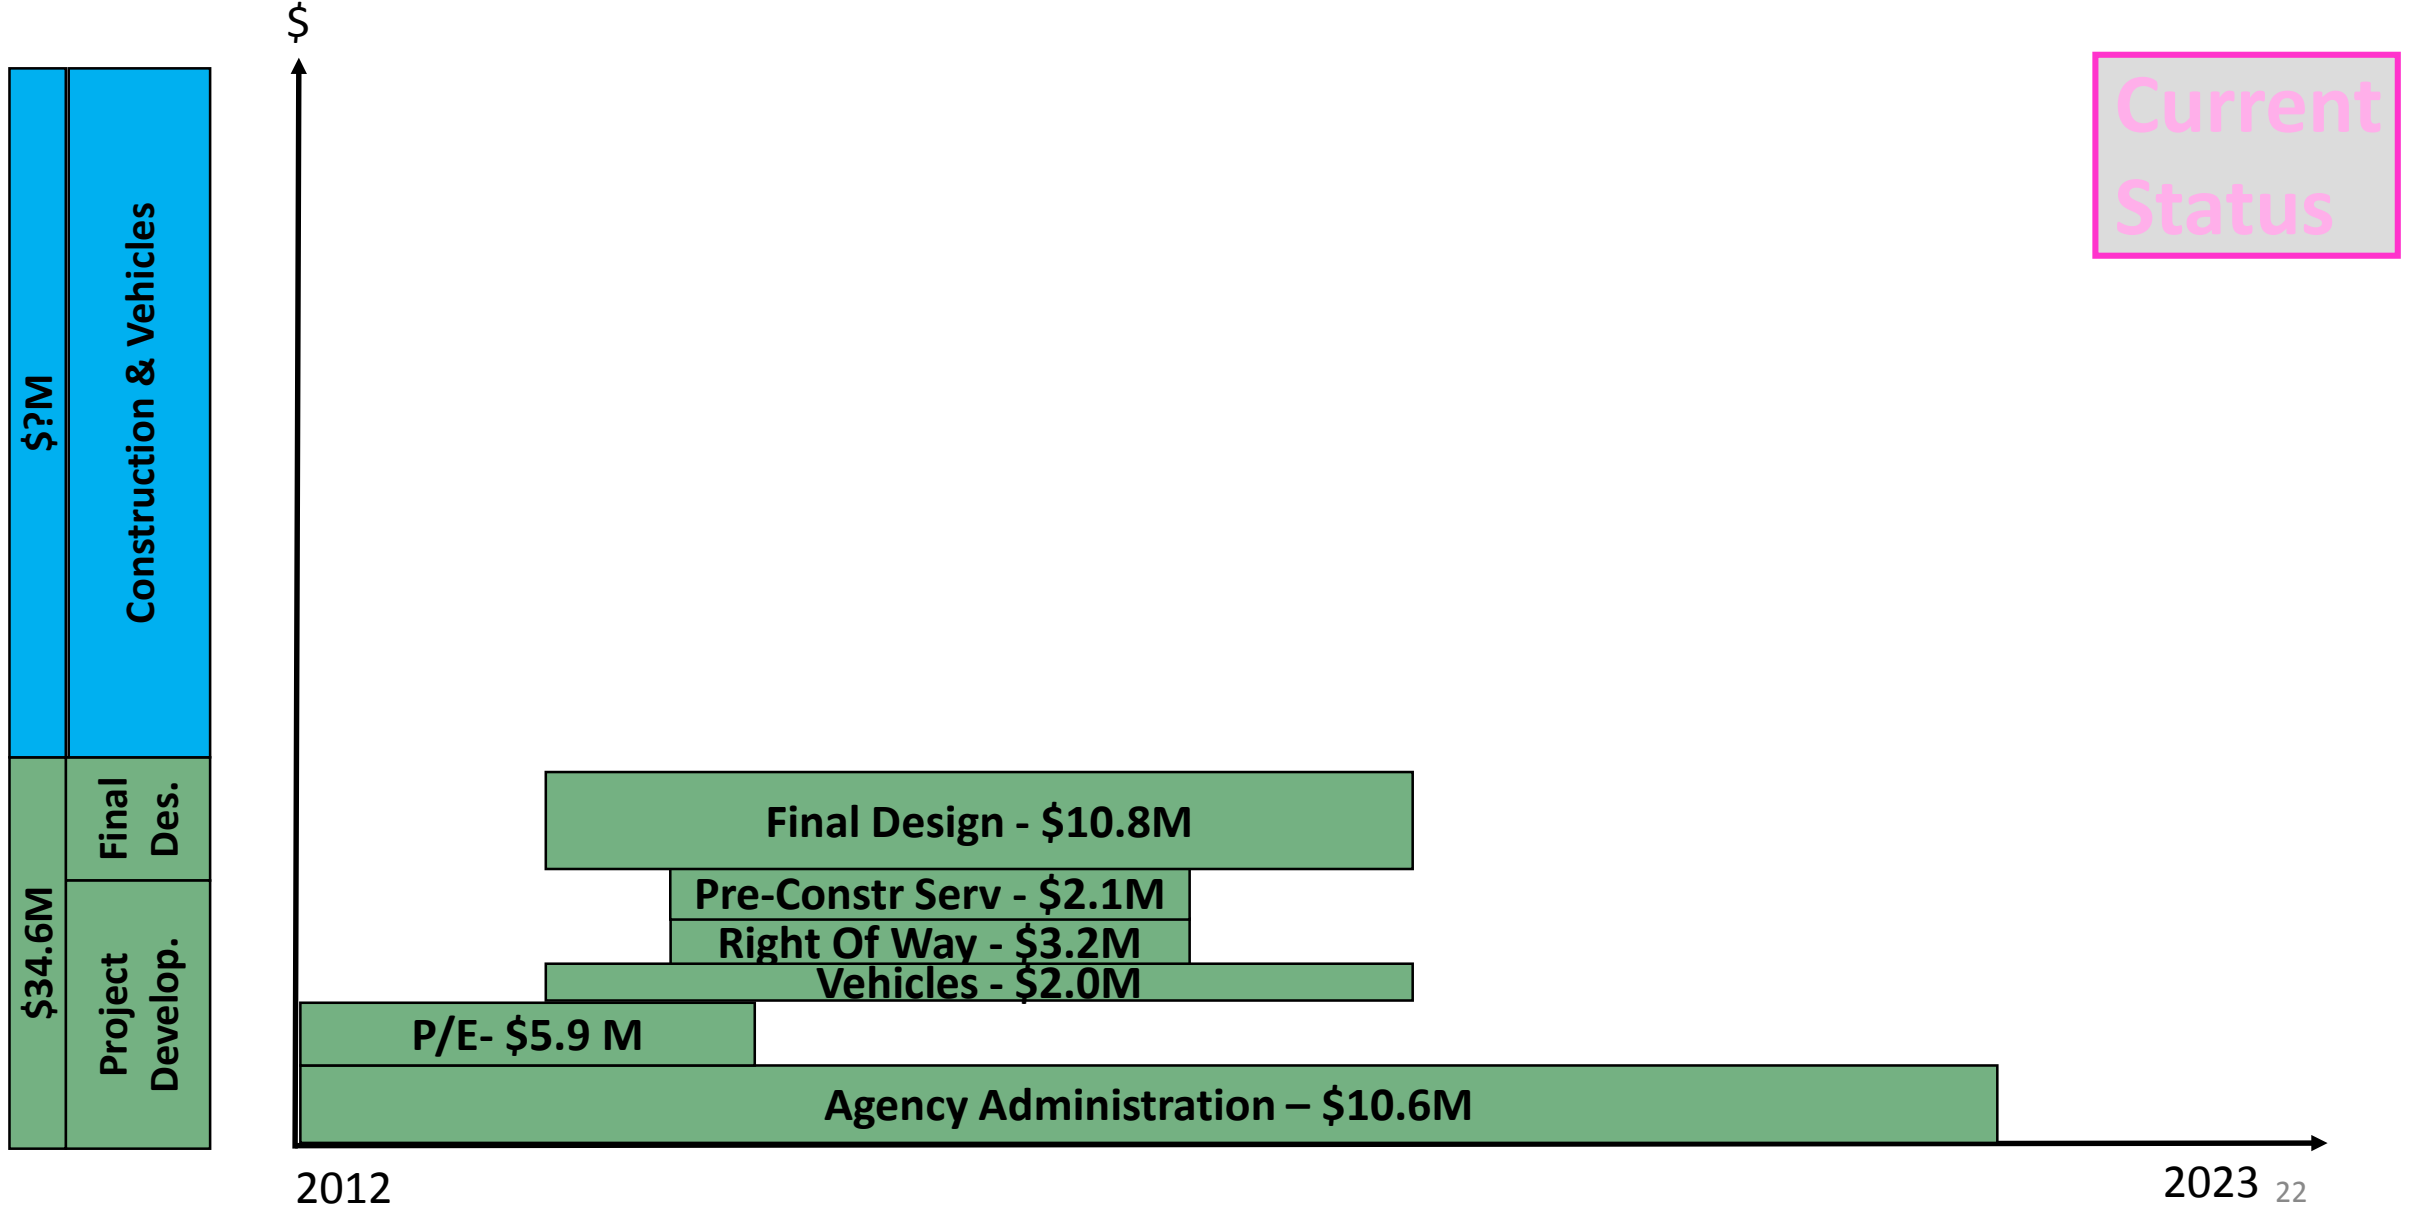 $
Current
Status
$?M
Construction & Vehicles
$34.6M
Final
Des.
Project
Develop.
Final Design - $10.8M
Pre-Constr Serv - $2.1M
Right Of Way - $3.2M
Vehicles - $2.0M
P/E- $5.9 M
Agency Administration – $10.6M
2012
2023
22